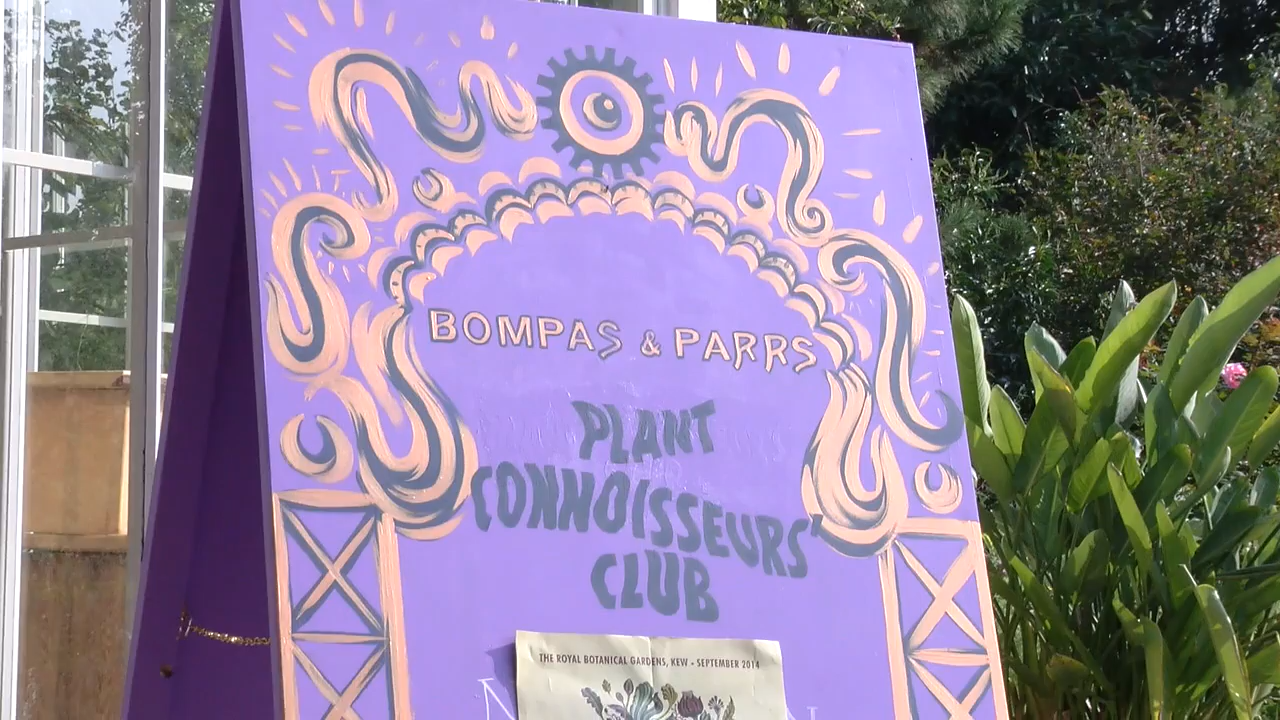 BOMPAS & PARRS
PLANT
CONNOISSEURS'
CLUB
THE ROYAL BOTANICAL GARDENS, KEW - SEPTEMBER 2014